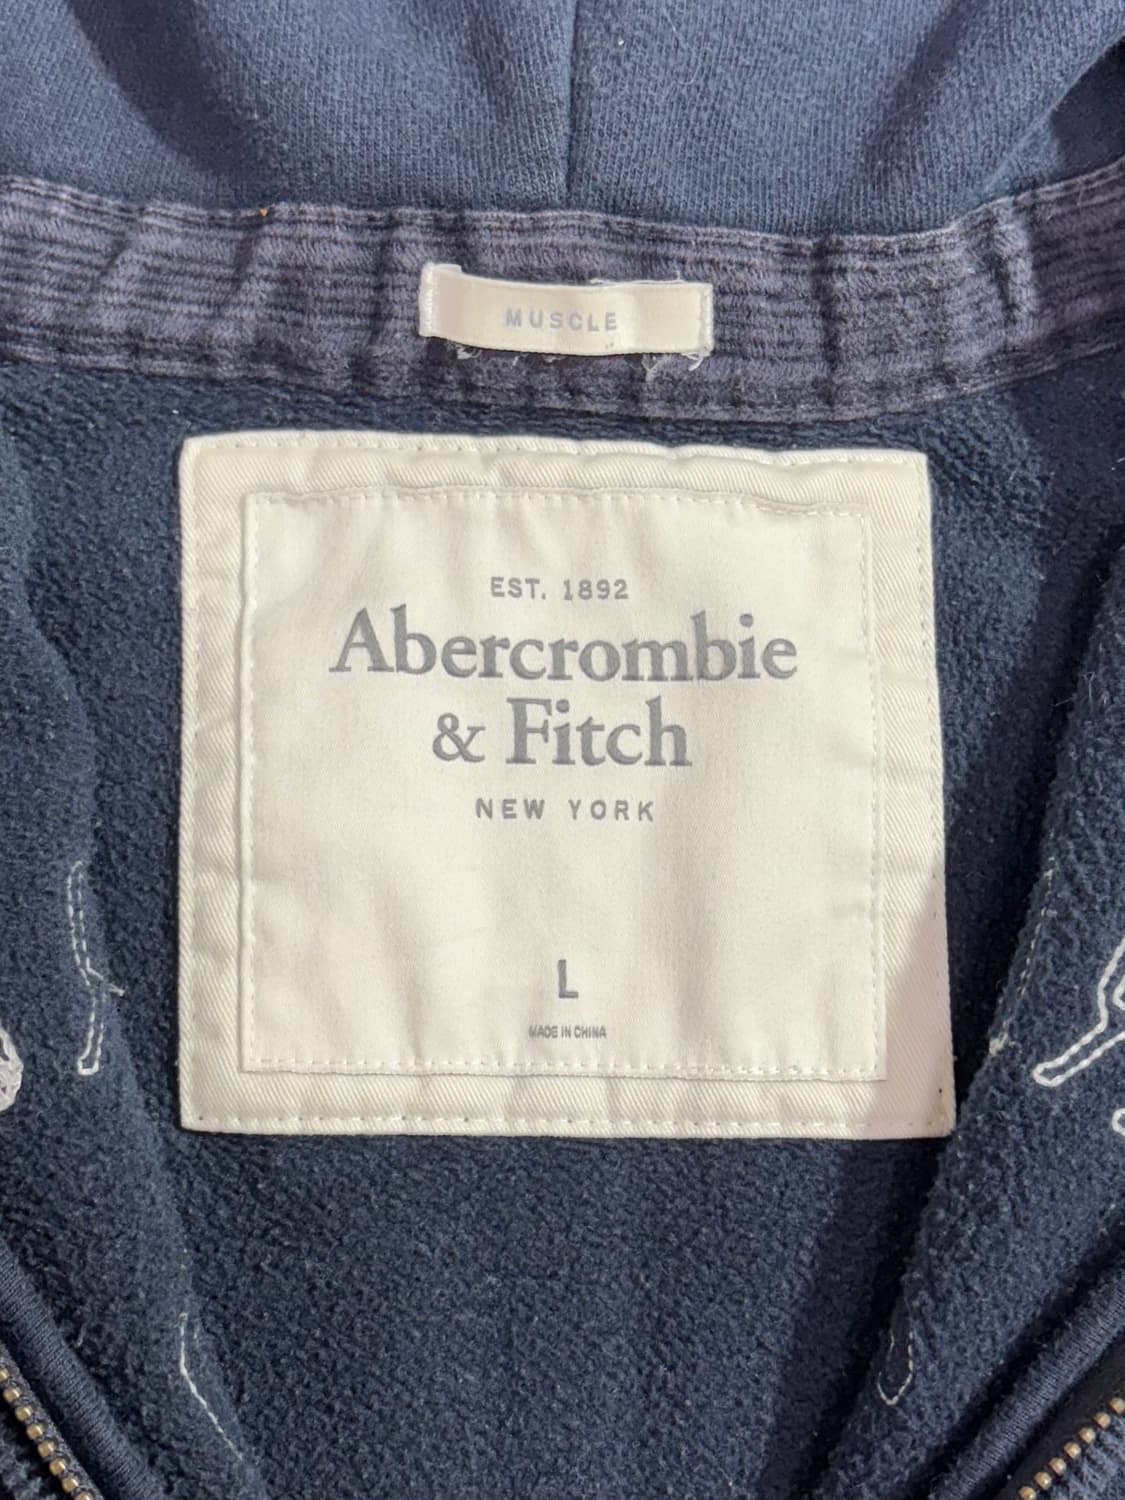 MUSCLE
EST. 1892
Abercrombie
& Fitch
NEW YORK
L
MADE IN CHINA